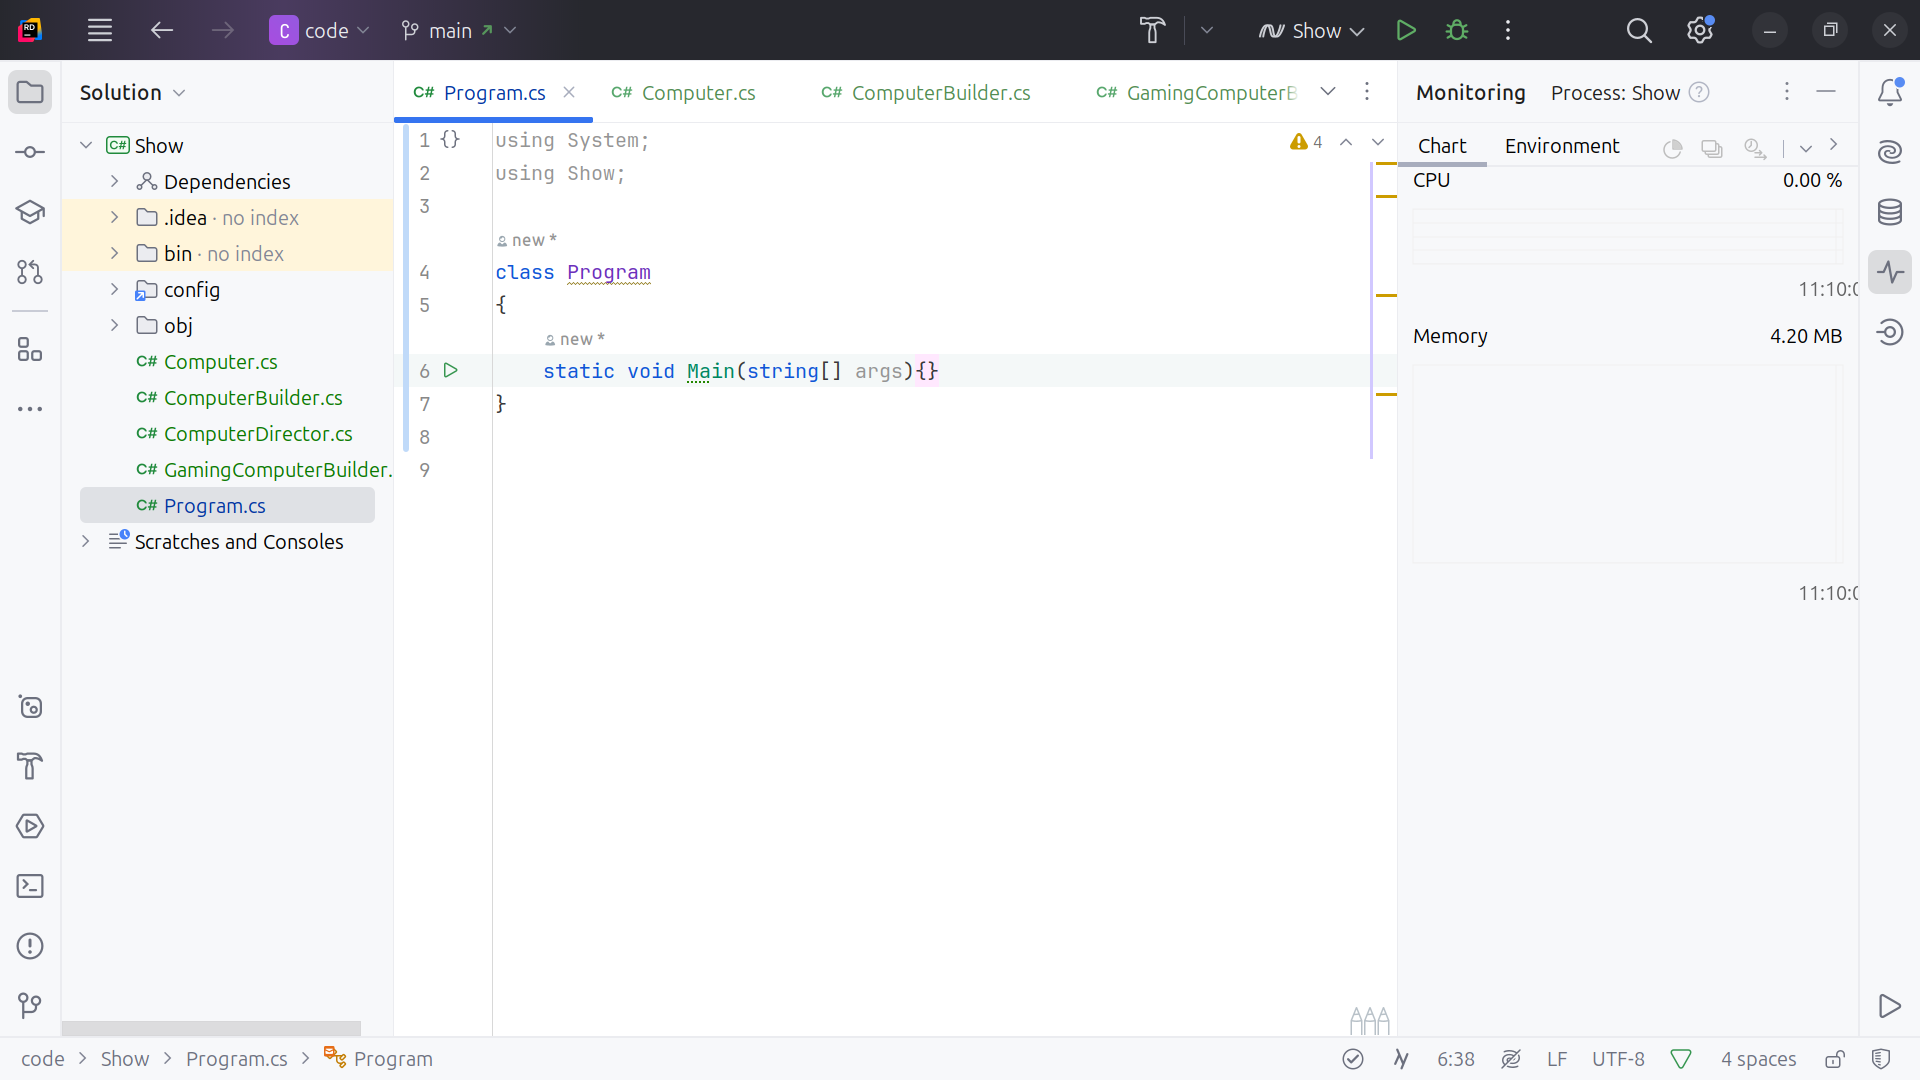 RD
C code
main
Show
Solution
C# Program.cs
C# Computer.cs
C# ComputerBuilder.cs
C# GamingComputerB
Monitoring
Process: Show ?
C# Show
Dependencies
.idea · no index
bin · no index
config
obj
C# Computer.cs
C# ComputerBuilder.cs
C# ComputerDirector.cs
C# GamingComputerBuilder.
C# Program.cs
Scratches and Consoles
1 {} using System;
2 using Show;
3
new *
4 class Program
5 {
new *
6 static void Main(string[] args){}
7 }
8
9
4
Chart
Environment
CPU 0.00 %
11:10:0
Memory 4.20 MB
11:10:0
code > Show > Program.cs > Program
6:38
LF
UTF-8
4 spaces